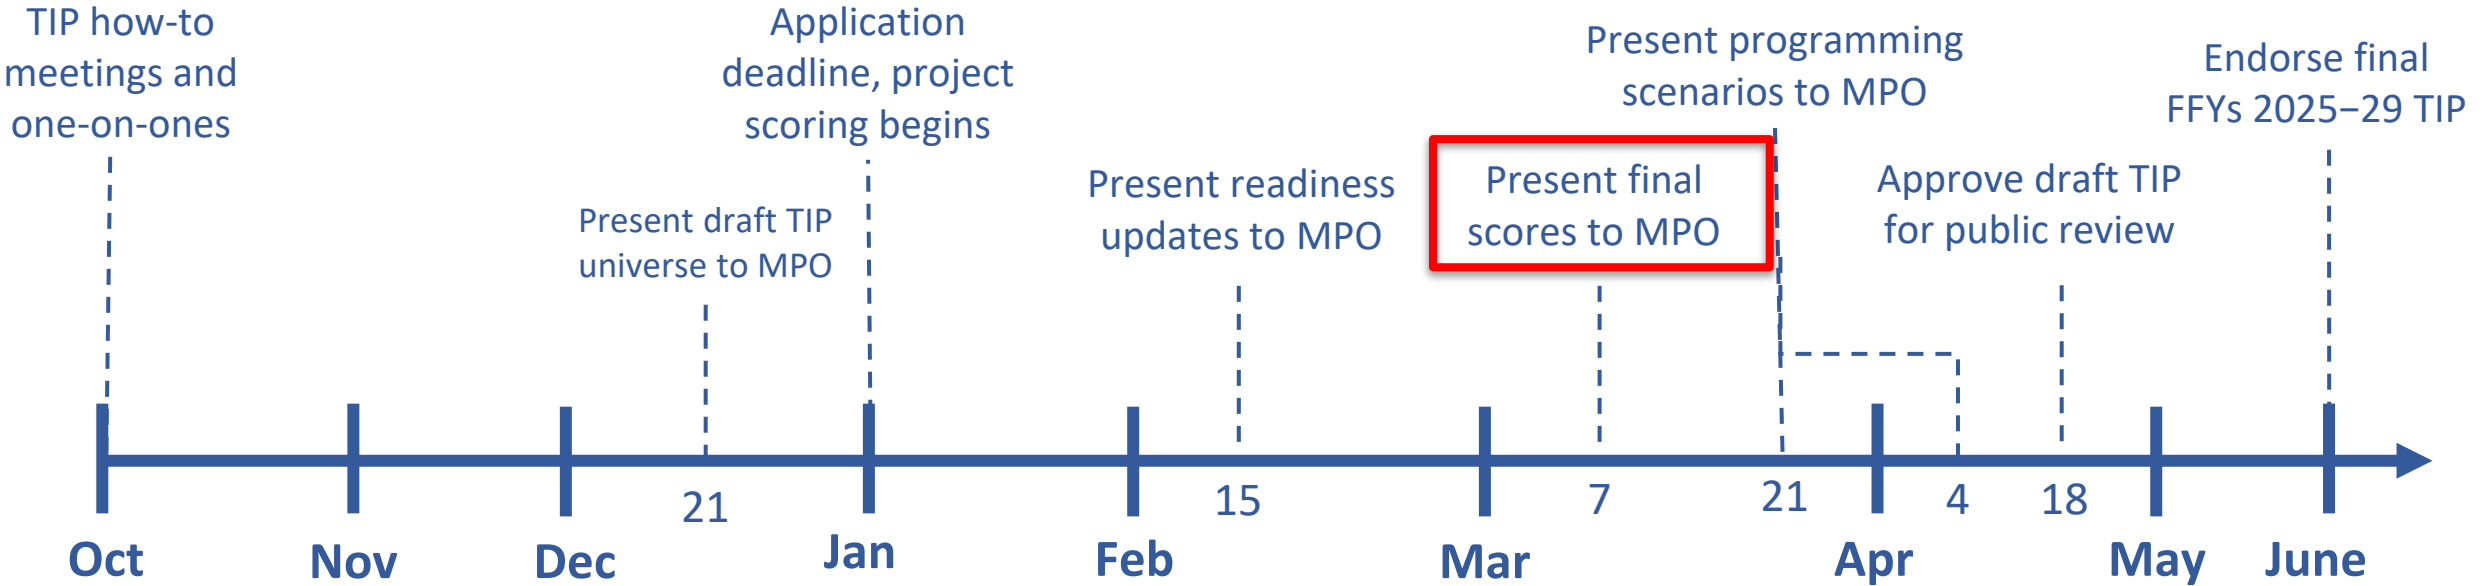 TIP how-to
meetings and
one-on-ones
Present draft TIP
universe to MPO
Application
deadline, project
scoring begins
Present readiness
updates to MPO
Present final
scores to MPO
Present programming
scenarios to MPO
Approve draft TIP
for public review
Endorse final
FFYs 2025–29 TIP
21
15
7
21
4
18
Oct
Nov
Dec
Jan
Feb
Mar
Apr
May
June